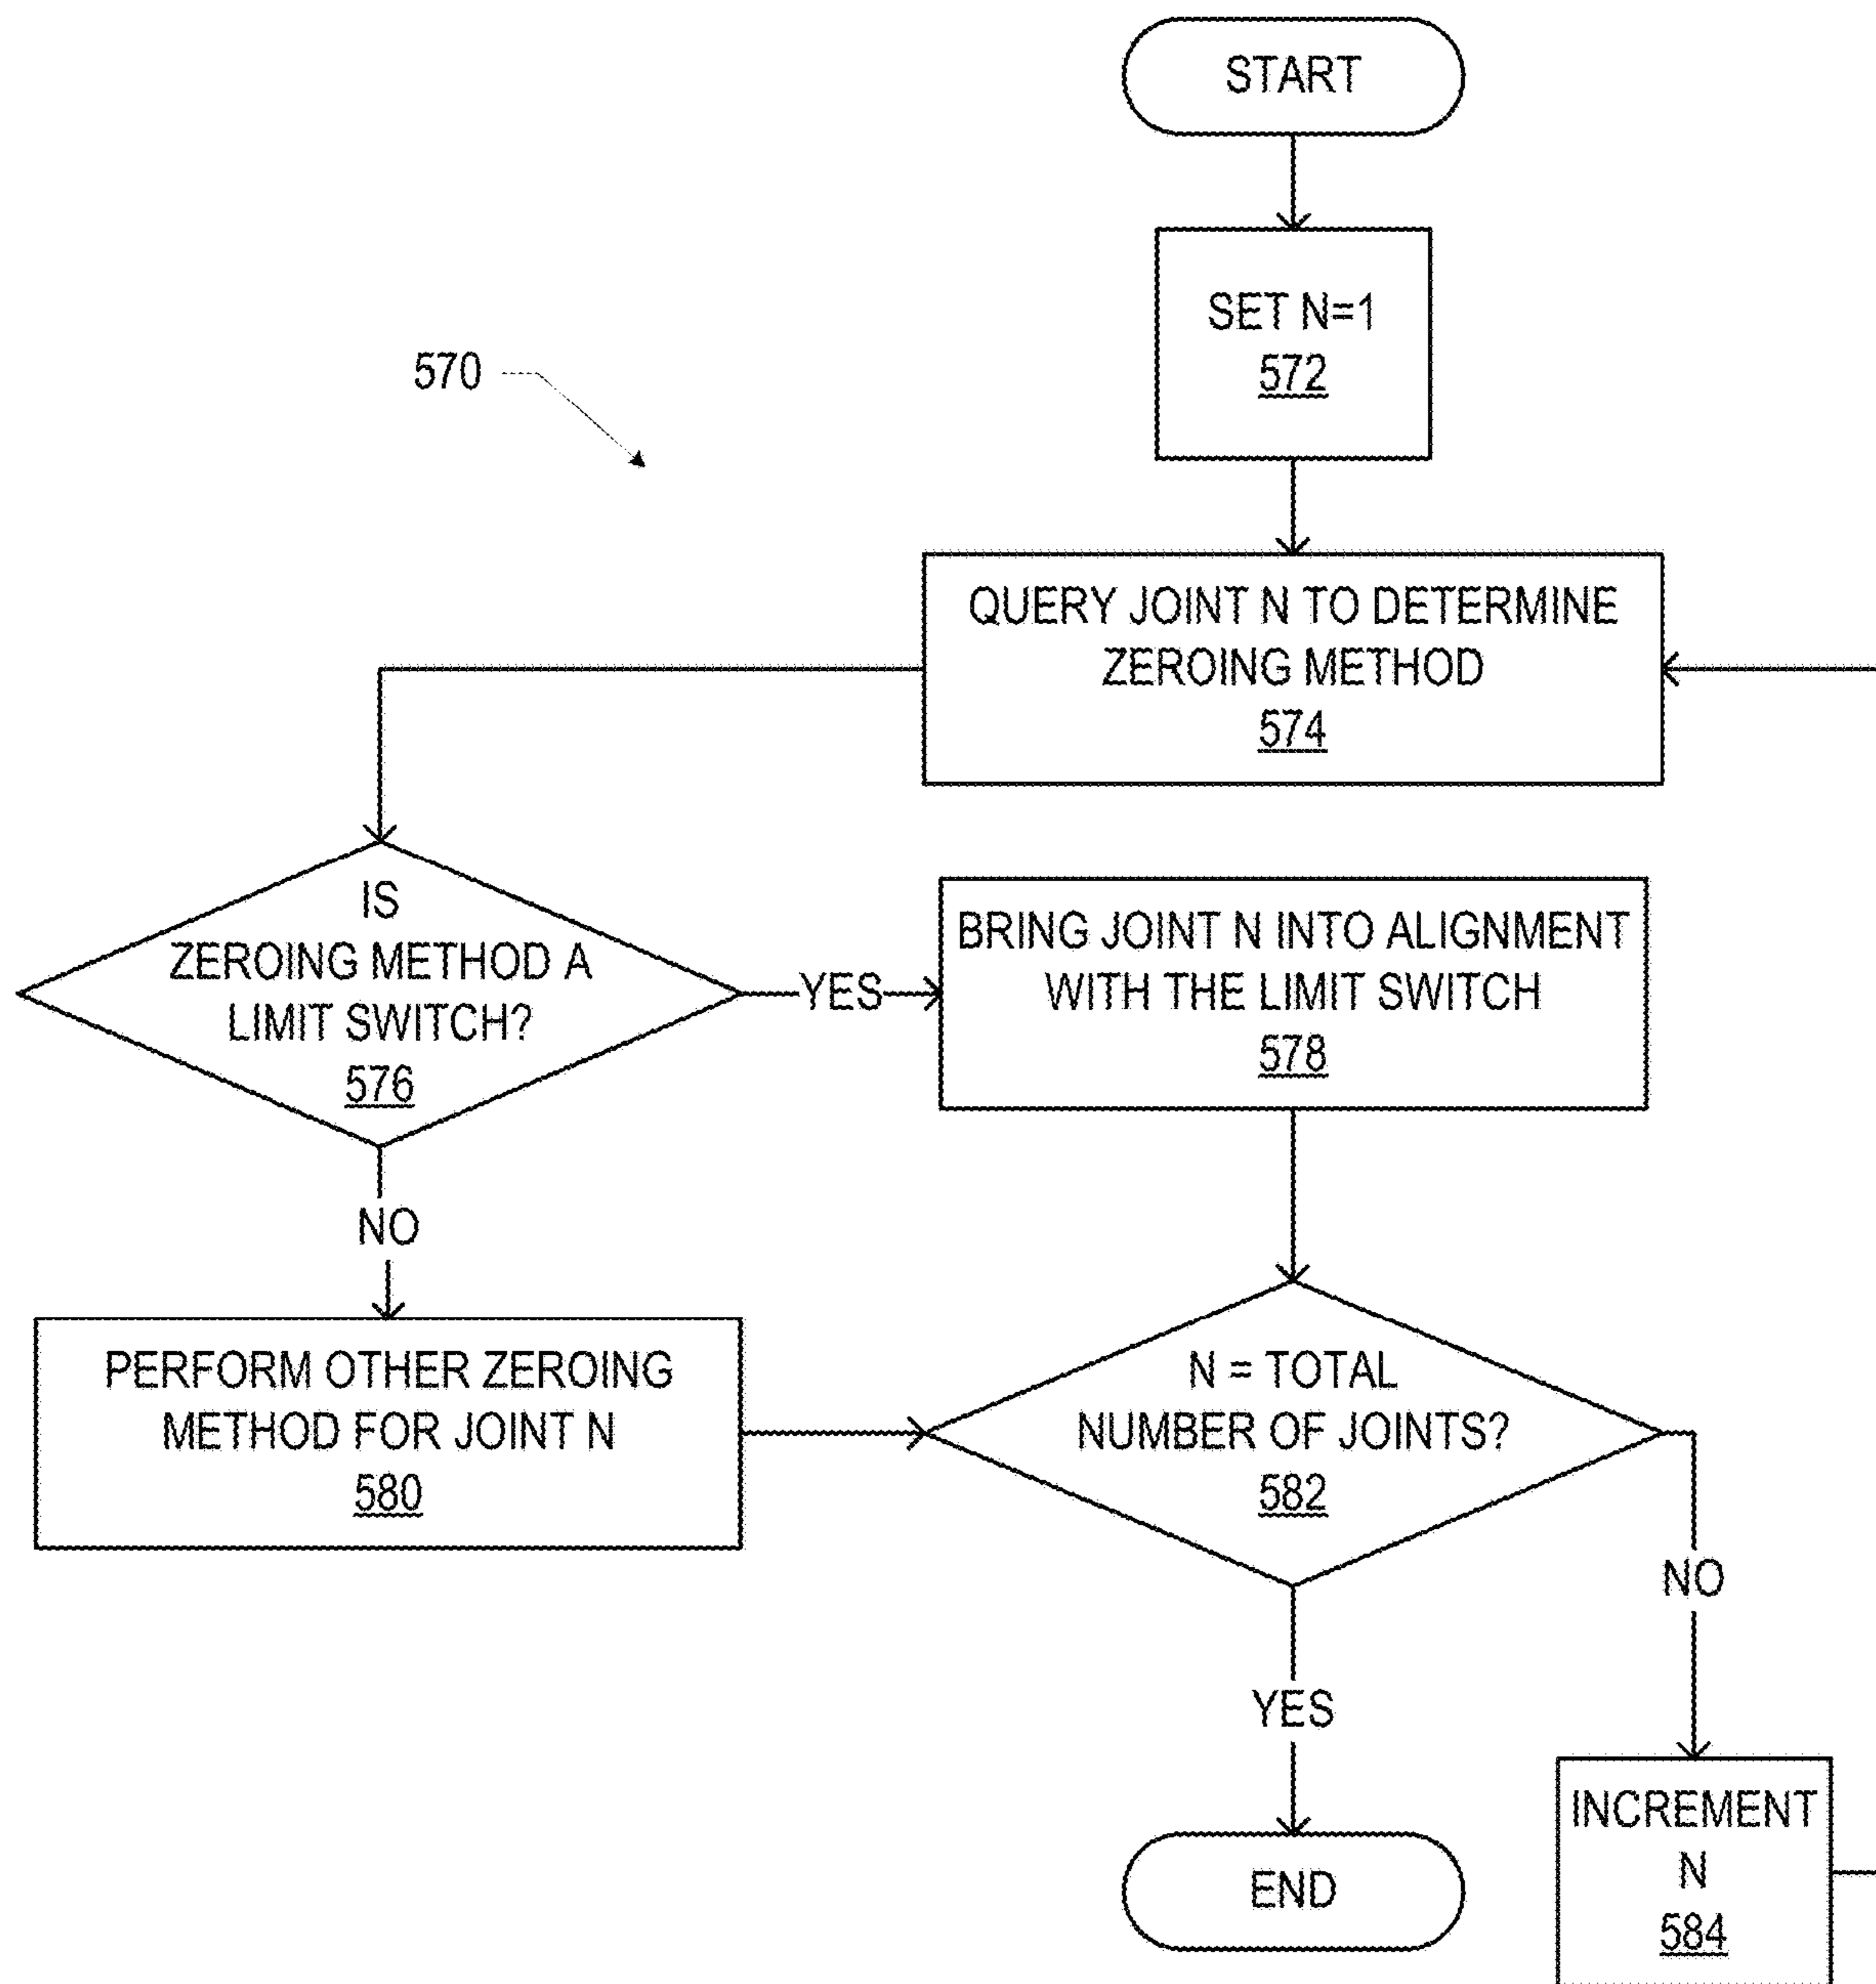 START
SET N=1
572
570
QUERY JOINT N TO DETERMINE
ZEROING METHOD
574
IS
ZEROING METHOD A
LIMIT SWITCH?
576
YES
BRING JOINT N INTO ALIGNMENT
WITH THE LIMIT SWITCH
578
NO
PERFORM OTHER ZEROING
METHOD FOR JOINT N
580
N = TOTAL
NUMBER OF JOINTS?
582
NO
YES
INCREMENT
N
584
END